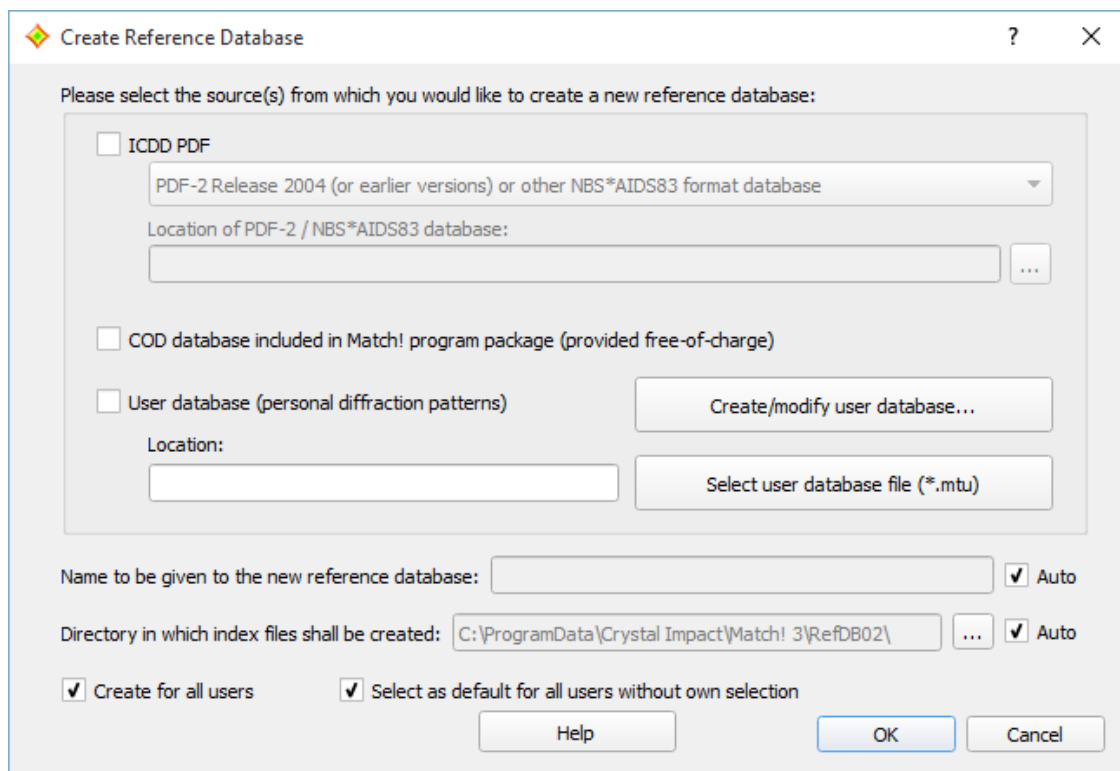 Create Reference Database
?
Please select the source(s) from which you would like to create a new reference database:
ICDD PDF
PDF-2 Release 2004 (or earlier versions) or other NBS*AIDS83 format database
Location of PDF-2 / NBS*AIDS83 database:
...
COD database included in Match! program package (provided free-of-charge)
User database (personal diffraction patterns)
Create/modify user database...
Location:
Select user database file (*.mtu)
Name to be given to the new reference database:
Auto
Directory in which index files shall be created: C:\ProgramData\Crystal Impact\Match! 3\RefDB02\ ... Auto
Create for all users
Select as default for all users without own selection
Help
OK
Cancel